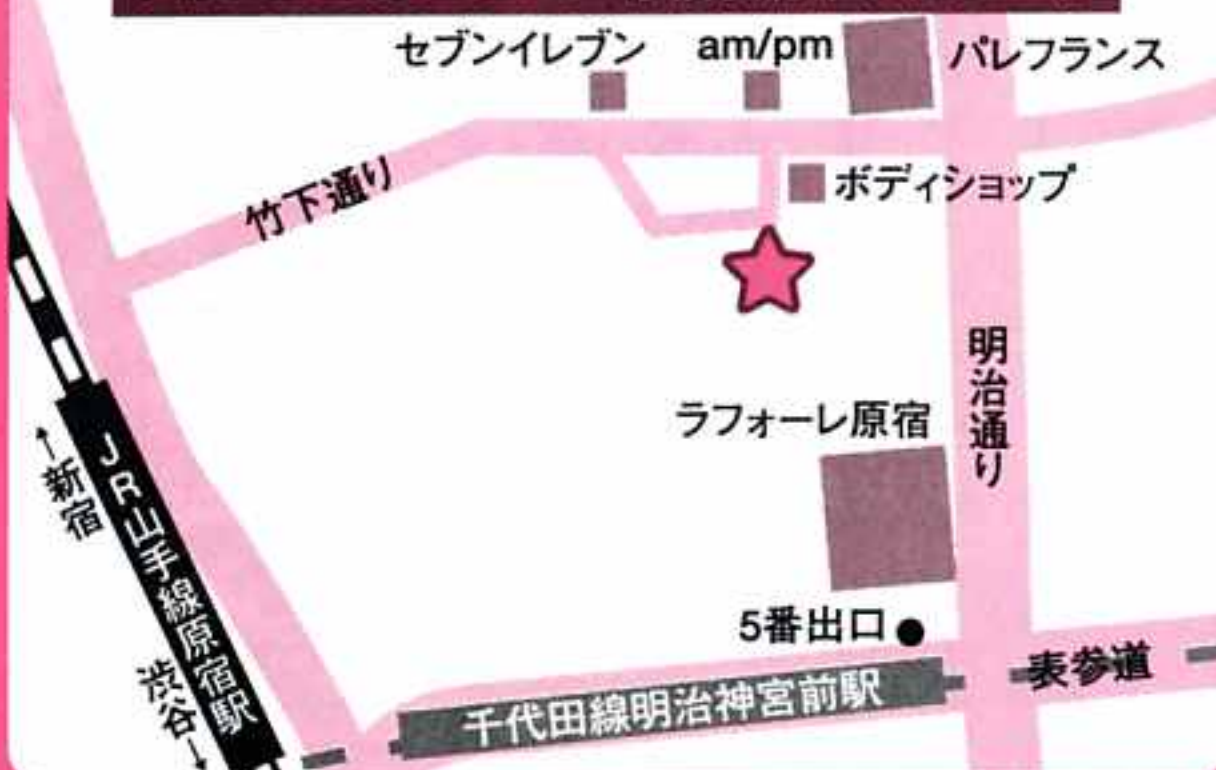 セブンイレブン
am/pm
パレフランス
竹下通り
ボディショップ
明治通り
ラフォーレ原宿
↑新宿
JR山手線原宿駅
渋谷↓
5番出口
表参道
千代田線明治神宮前駅